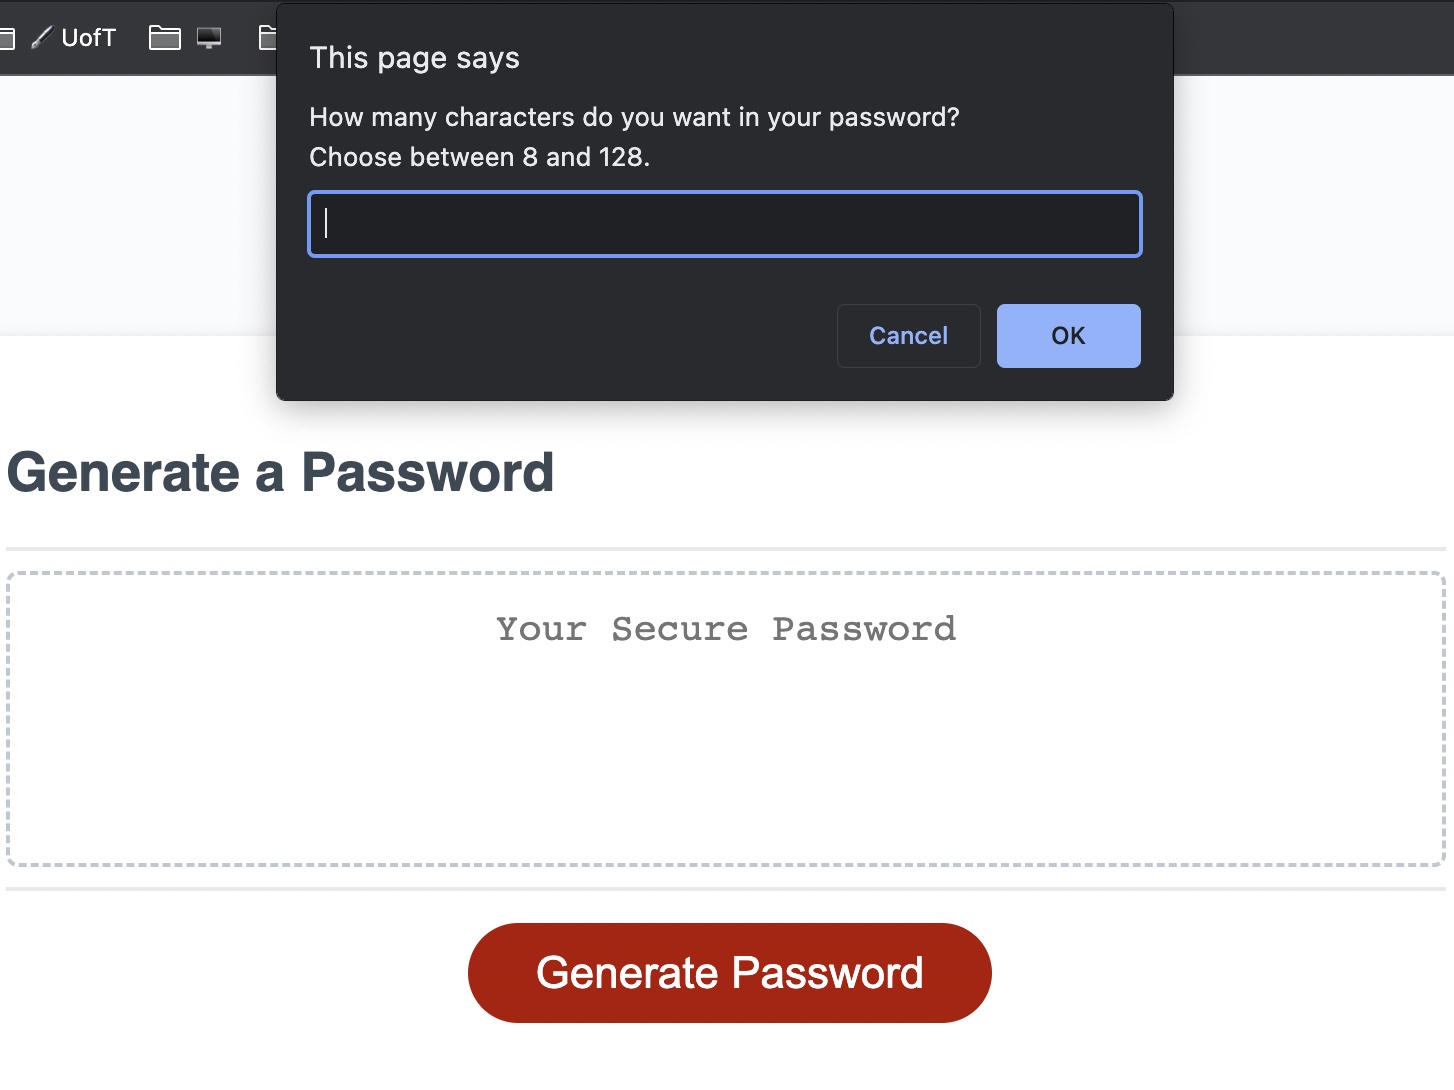 UofT
This page says
How many characters do you want in your password?
Choose between 8 and 128.
Cancel
OK
Generate a Password
Your Secure Password
Generate Password